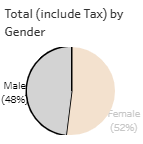 Total (include Tax) by
Gender
Male
(48%)
Female
(52%)